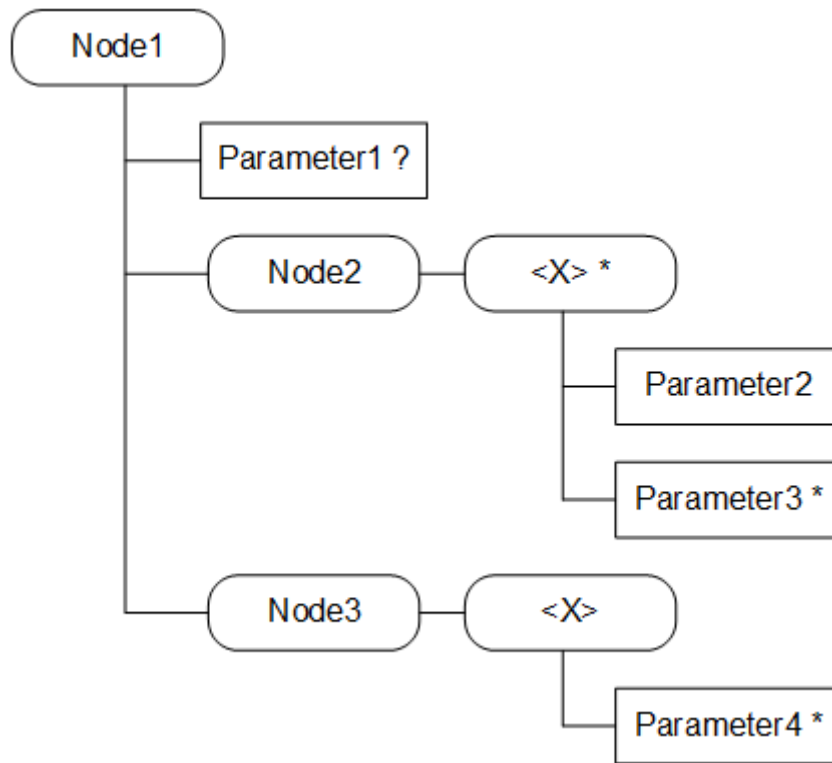 Node1
Parameter1 ?
Node2
<X> *
Parameter2
Parameter3 *
Node3
<X>
Parameter4 *